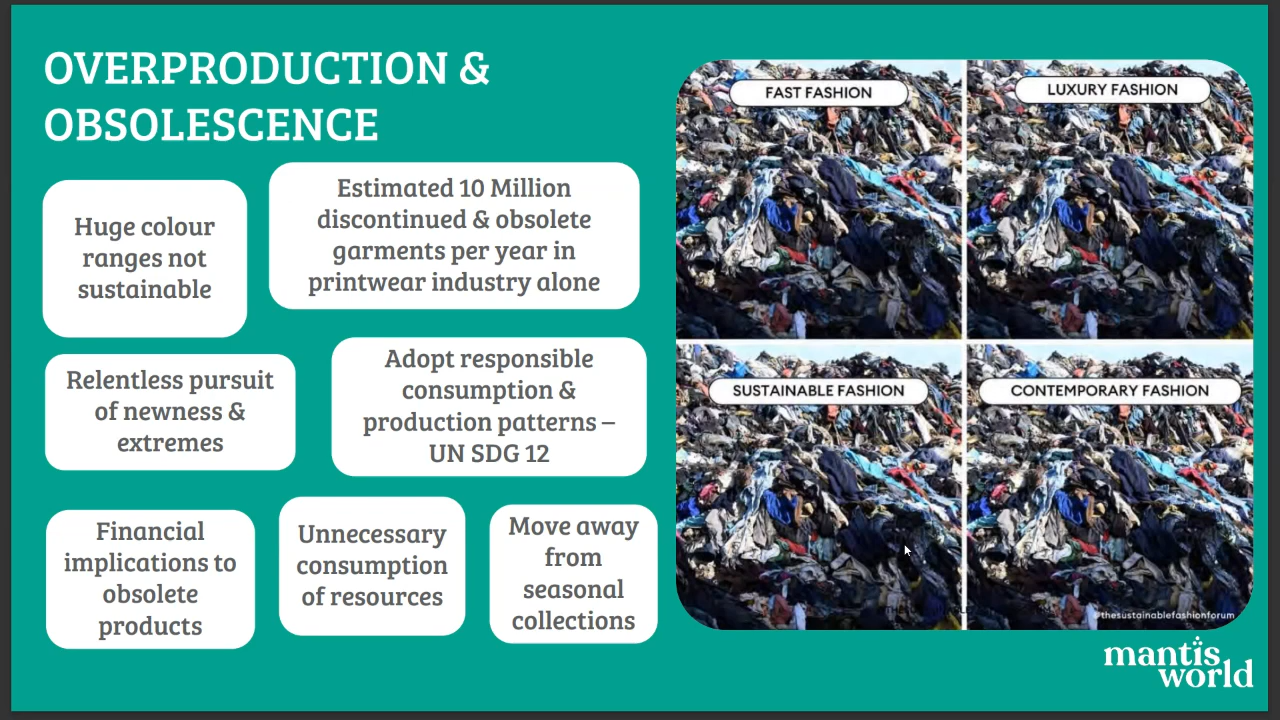 OVERPRODUCTION &
OBSOLESCENCE
Huge colour
ranges not
sustainable
Estimated 10 Million
discontinued & obsolete
garments per year in
printwear industry alone
Relentless pursuit
of newness &
extremes
Adopt responsible
consumption &
production patterns –
UN SDG 12
Financial
implications to
obsolete
products
Unnecessary
consumption
of resources
Move away
from
seasonal
collections
FAST FASHION
LUXURY FASHION
SUSTAINABLE FASHION
CONTEMPORARY FASHION
@thesustainablefashionforum
mantis
world